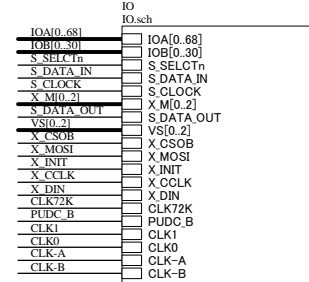 IO
IO.sch
IOA[0..68] IOA[0..68]
IOB[0..30] IOB[0..30]
S_SELCTn S_SELCTn
S_DATA_IN S_DATA_IN
S_CLOCK S_CLOCK
X_M[0..2] X_M[0..2]
S_DATA_OUT S_DATA_OUT
VS[0..2] VS[0..2]
X_CSOB X_CSOB
X_MOSI X_MOSI
X_INIT X_INIT
X_CCLK X_CCLK
X_DIN X_DIN
CLK72K CLK72K
PUDC_B PUDC_B
CLK1 CLK1
CLK0 CLK0
CLK-A CLK-A
CLK-B CLK-B